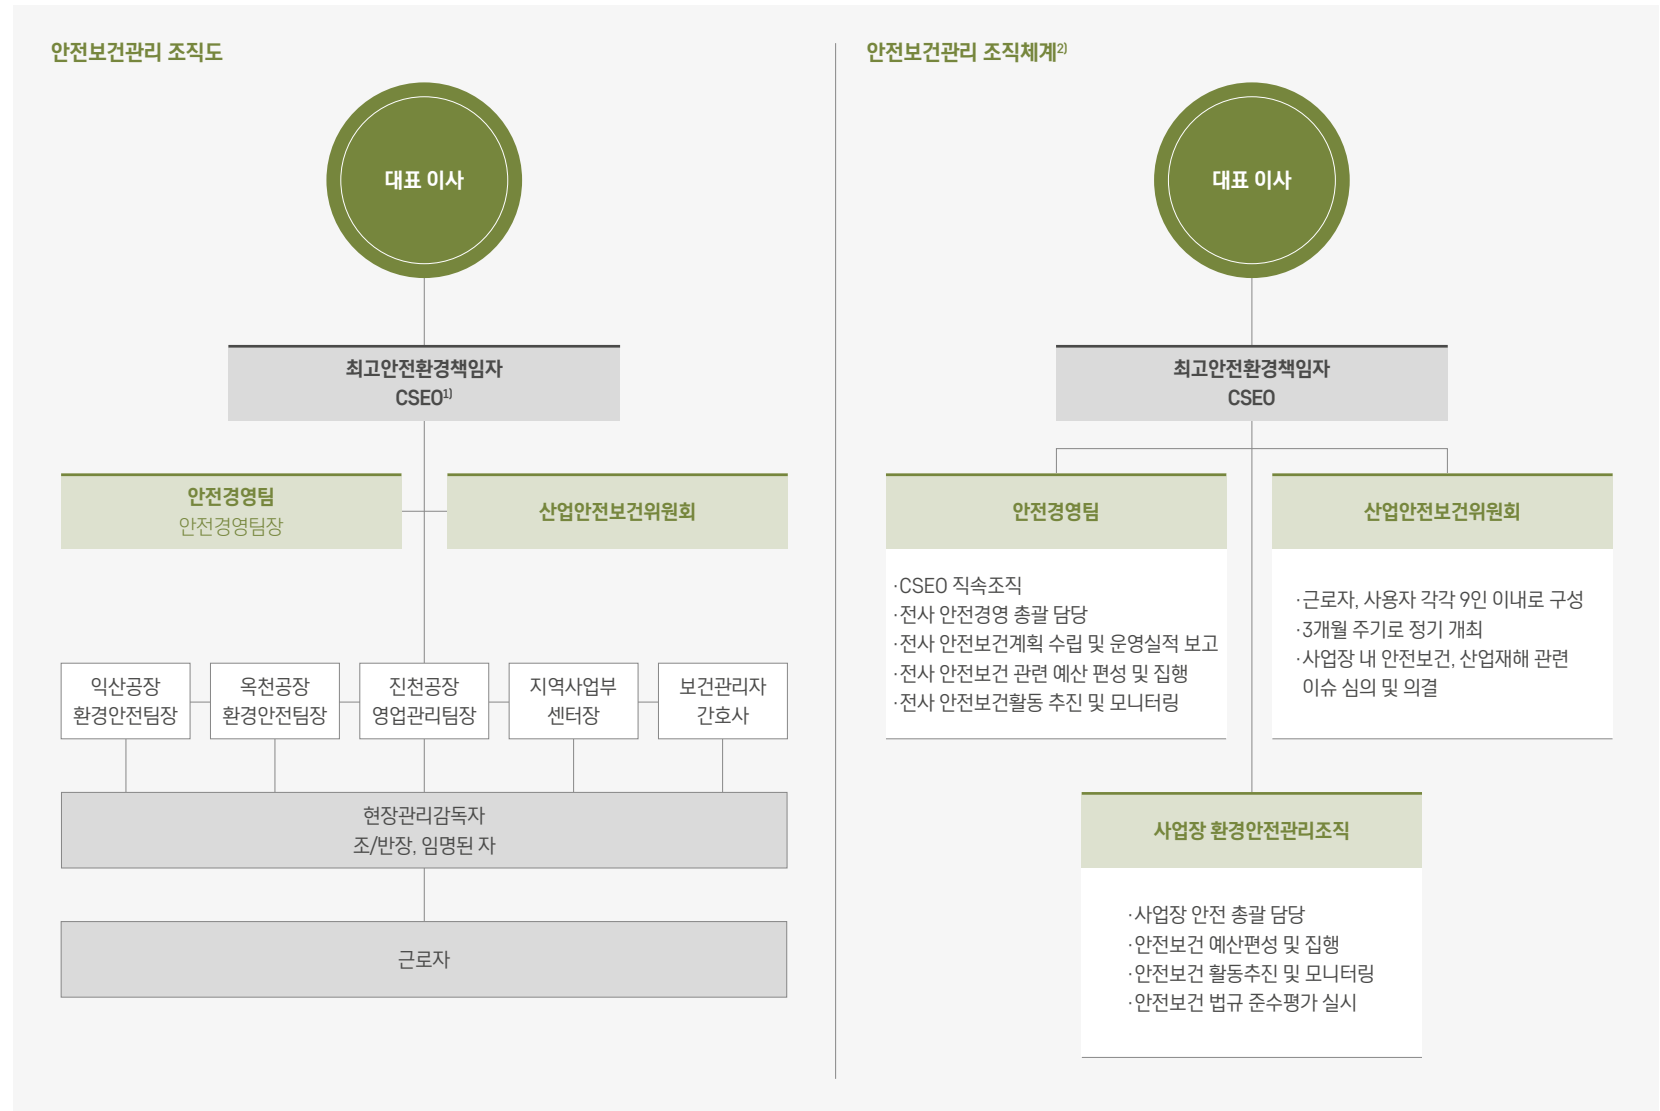 안전보건관리 조직도
대표 이사
최고안전환경책임자
CSEO1)
안전경영팀
안전경영팀장
산업안전보건위원회
익산공장
환경안전팀장
옥천공장
환경안전팀장
진천공장
영업관리팀장
지역사업부
센터장
보건관리자
간호사
현장관리감독자
조/반장, 임명된 자
근로자
안전보건관리 조직체계2)
대표 이사
최고안전환경책임자
CSEO
안전경영팀
·CSEO 직속조직
·전사 안전경영 총괄 담당
·전사 안전보건계획 수립 및 운영실적 보고
·전사 안전보건 관련 예산 편성 및 집행
·전사 안전보건활동 추진 및 모니터링
산업안전보건위원회
·근로자, 사용자 각각 9인 이내로 구성
·3개월 주기로 정기 개최
·사업장 내 안전보건, 산업재해 관련
이슈 심의 및 의결
사업장 환경안전관리조직
·사업장 안전 총괄 담당
·안전보건 예산편성 및 집행
·안전보건 활동추진 및 모니터링
·안전보건 법규 준수평가 실시